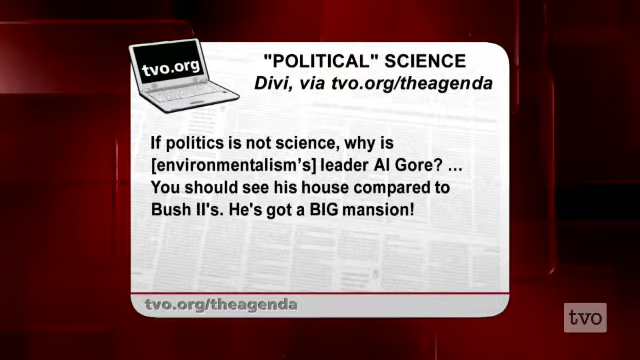 tvo.org
"POLITICAL" SCIENCE
Divi, via tvo.org/theagenda
If politics is not science, why is
[environmentalism's] leader Al Gore? ...
You should see his house compared to
Bush II's. He's got a BIG mansion!
tvo.org/theagenda
tvo